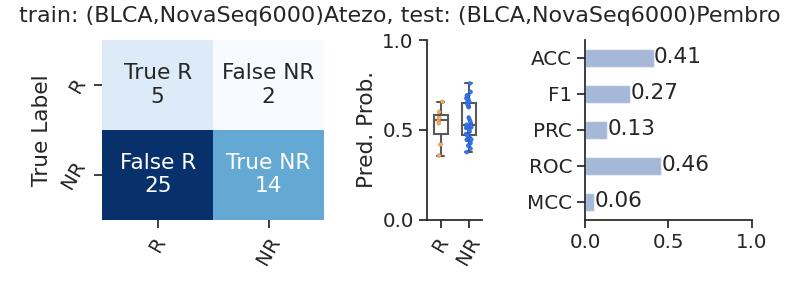 train: (BLCA,NovaSeq6000)Atezo, test: (BLCA,NovaSeq6000)Pembro
True Label
R
NR
True R
5
False NR
2
False R
25
True NR
14
R
NR
Pred. Prob.
1.0
0.5
0.0
R
NR
ACC
0.41
F1
0.27
PRC
0.13
ROC
0.46
MCC
0.06
0.0
0.5
1.0